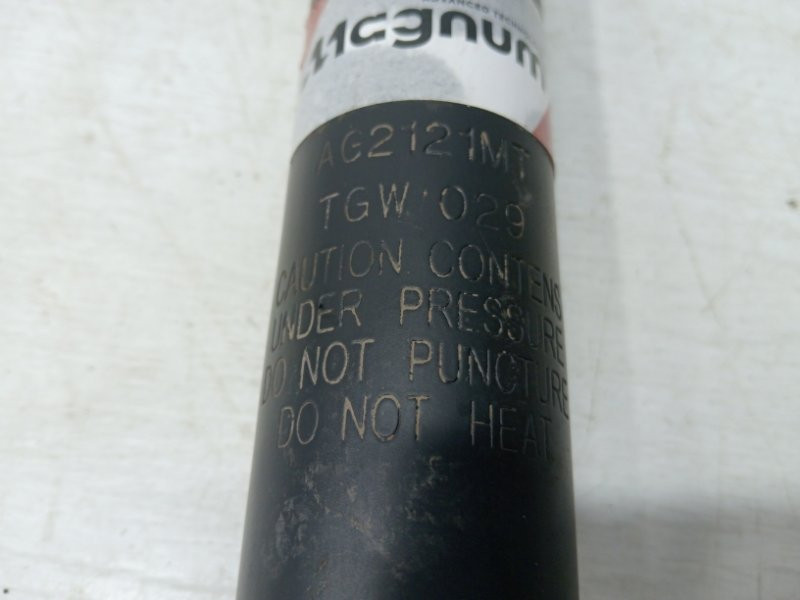 Magnum
AG2121MT
TGW 029
CAUTION CONTENS
UNDER PRESSURE
DO NOT PUNCTURE
DO NOT HEAT